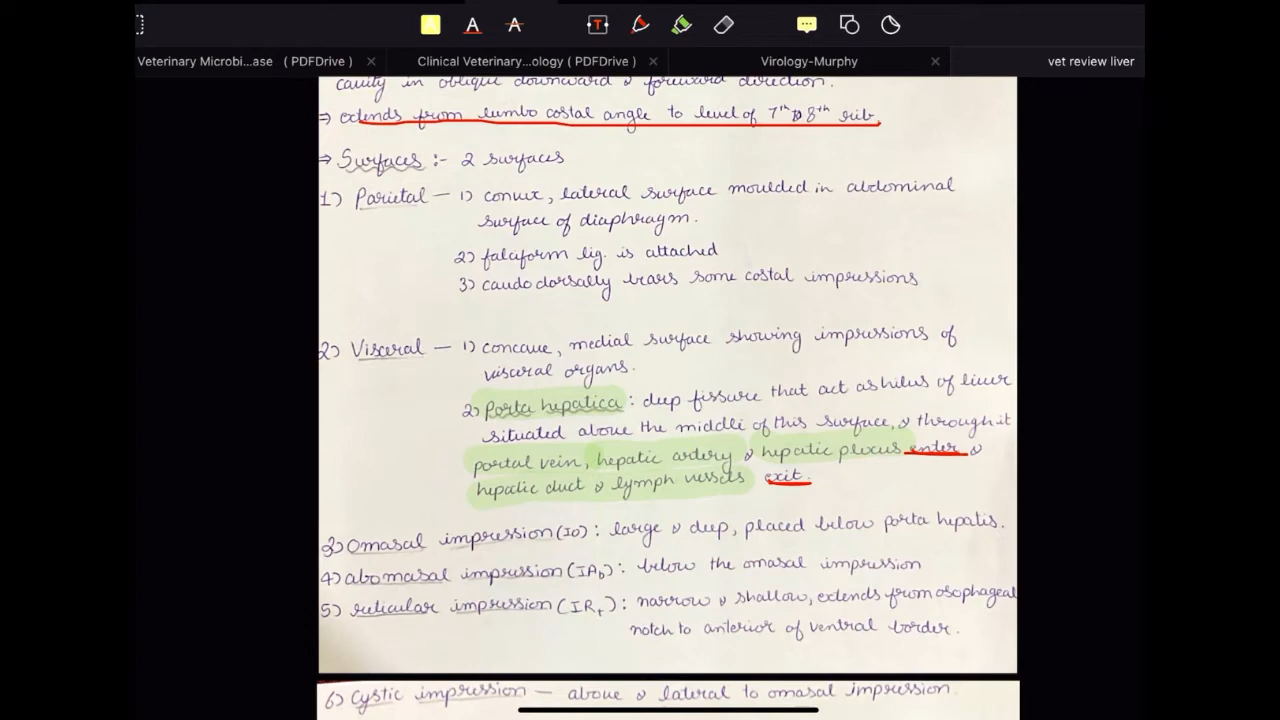 A A
T
Veterinary Microbi...ase ( PDFDrive )
Clinical Veterinary...ology ( PDFDrive )
Virology-Murphy
vet review liver
cavity in oblique downward & forward direction.
⇒ extends from lumbo costal angle to level of 7th to 8th rib.
⇒ Surfaces :- 2 surfaces
1) Parietal — 1) convex, lateral surface moulded in abdominal
surface of diaphragm.
2) falciform lig. is attached
3) caudodorsally bears some costal impressions
2) Visceral — 1) concave, medial surface showing impressions of
visceral organs.
2) Porta hepatica : deep fissure that act as hilus of liver
situated above the middle of this surface, & through it
portal vein, hepatic artery & hepatic plexus enter &
hepatic duct & lymph vessels exit.
3) Omasal impression (IO) : large & deep, placed below porta hepatis.
4) abomasal impression (IAb) : below the omasal impression
5) reticular impression (IRt) : narrow & shallow, extends from osophageal
notch to anterior of ventral border.
6) Cystic impression — above & lateral to omasal impression.